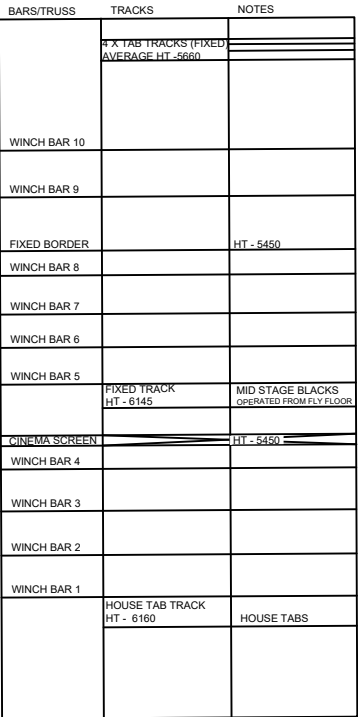 BARS/TRUSS TRACKS NOTES
4 X TAB TRACKS (FIXED)
AVERAGE HT -5660
WINCH BAR 10
WINCH BAR 9
FIXED BORDER HT - 5450
WINCH BAR 8
WINCH BAR 7
WINCH BAR 6
WINCH BAR 5
FIXED TRACK MID STAGE BLACKS
HT - 6145 OPERATED FROM FLY FLOOR
CINEMA SCREEN HT - 5450
WINCH BAR 4
WINCH BAR 3
WINCH BAR 2
WINCH BAR 1
HOUSE TAB TRACK
HT - 6160 HOUSE TABS